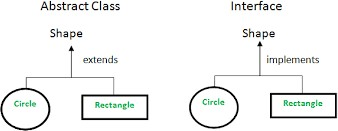 Abstract Class
Shape
extends
Circle
Rectangle
Interface
Shape
implements
Circle
Rectangle